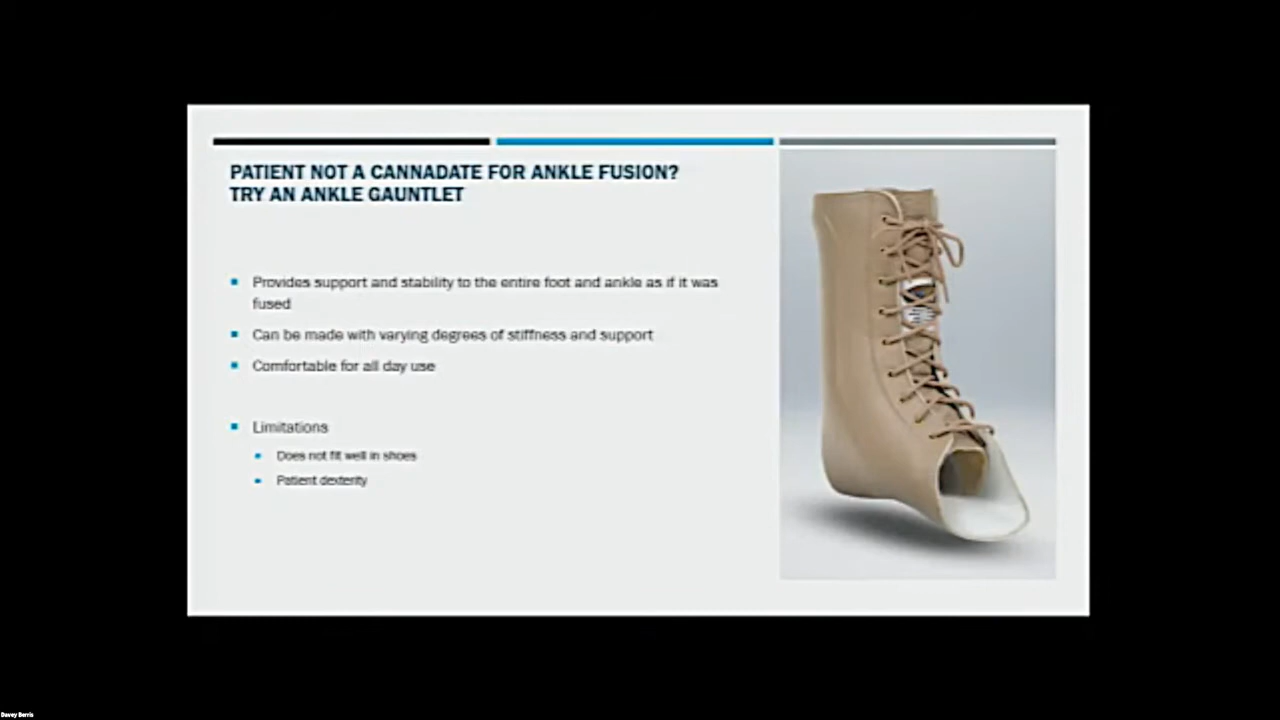 PATIENT NOT A CANNADATE FOR ANKLE FUSION?
TRY AN ANKLE GAUNTLET
Provides support and stability to the entire foot and ankle as if it was
fused
Can be made with varying degrees of stiffness and support
Comfortable for all day use
Limitations
Does not fit well in shoes
Patient dexterity
Davey Berris